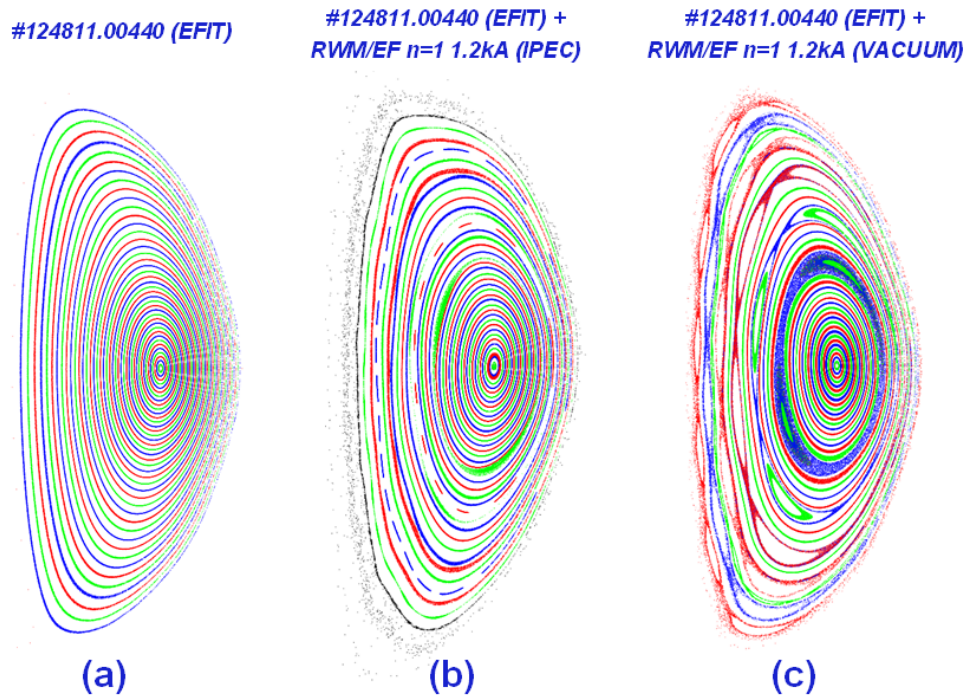 #124811.00440 (EFIT)
#124811.00440 (EFIT) +
RWM/EF n=1 1.2kA (IPEC)
#124811.00440 (EFIT) +
RWM/EF n=1 1.2kA (VACUUM)
(a)
(b)
(c)